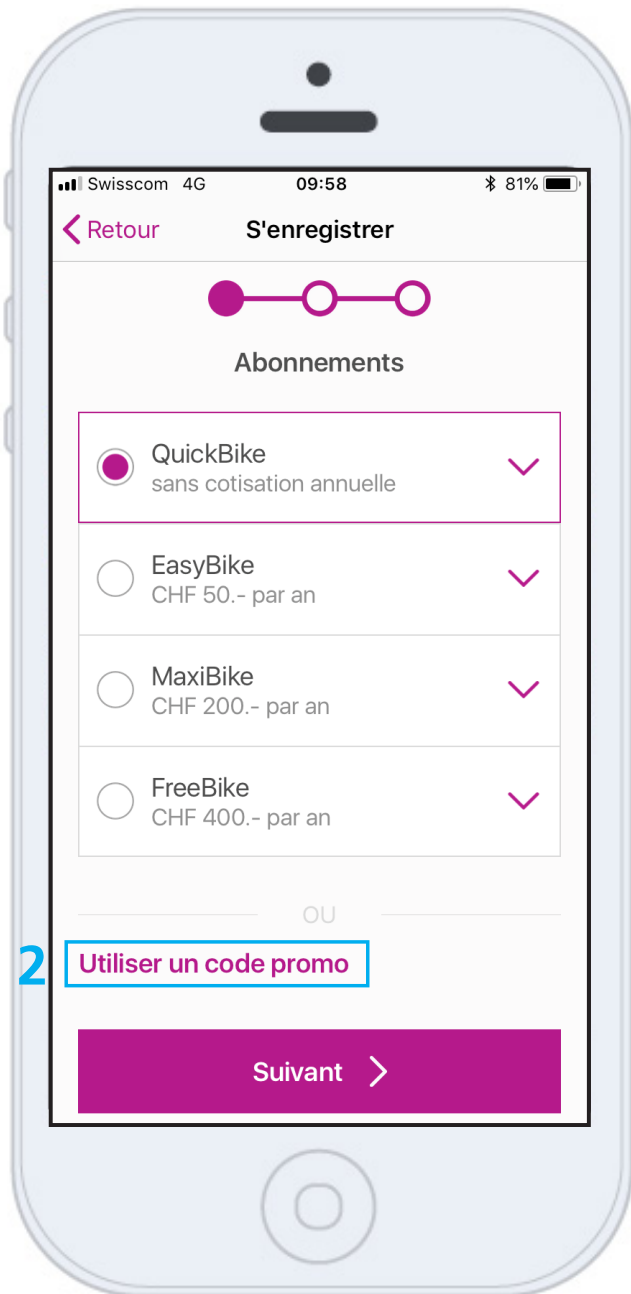 Swisscom 4G 09:58 81%
Retour S'enregistrer
Abonnements
QuickBike
sans cotisation annuelle
EasyBike
CHF 50.- par an
MaxiBike
CHF 200.- par an
FreeBike
CHF 400.- par an
OU
2 Utiliser un code promo
Suivant